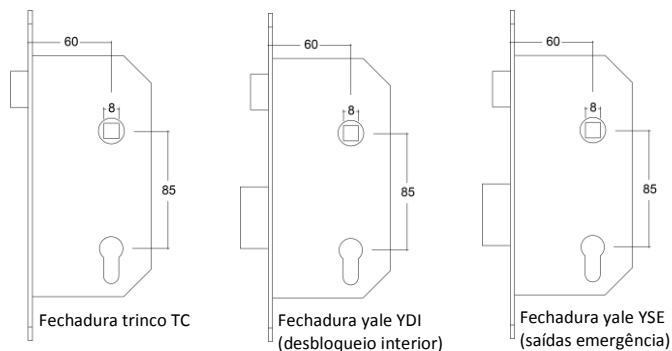 60
8
85
Fechadura trinco TC
60
8
85
Fechadura yale YDI
(desbloqueio interior)
60
8
85
Fechadura yale YSE
(saídas emergência)